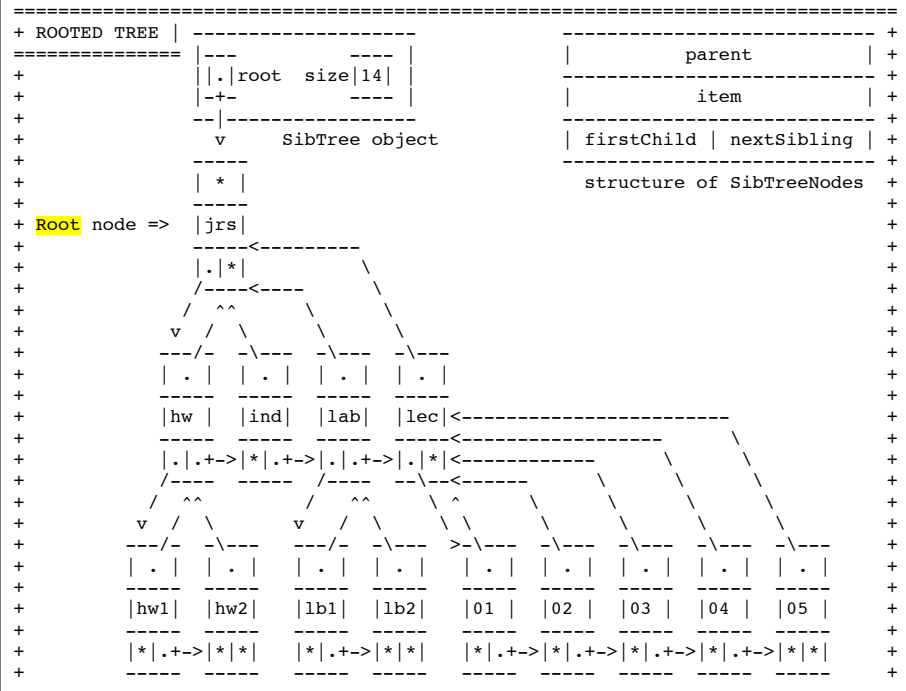 ================================================================================
+ ROOTED TREE | --------------------             ---------------------------- +
=============== |---          ---- |             |          parent          | +
+               ||.|root  size|14| |             ---------------------------- +
+               |-+-          ---- |             |           item           | +
+               --|-----------------             ---------------------------- +
+                 v     SibTree object           | firstChild | nextSibling | +
+               -----                            ---------------------------- +
+               | * |                              structure of SibTreeNodes  +
+               -----                                                         +
+ Root node =>  |jrs|                                                         +
+               -----<---------                                               +
+               |.|*|          \                                              +
+               /----<----      \                                             +
+              /  ^^      \      \                                            +
+             v  /  \      \      \                                           +
+            ---/-  -\---  -\---  -\---                                       +
+            | . |  | . |  | . |  | . |                                       +
+            -----  -----  -----  -----                                       +
+            |hw |  |ind|  |lab|  |lec|<------------------------              +
+            -----  -----  -----  -----<------------------      \             +
+            |.|.+->|*|.+->|.|.+->|.|*|<------------      \      \            +
+            /----  -----  /----  --\--<------      \      \      \           +
+           /  ^^         /   ^^     \ ^      \      \      \      \          +
+          v  /  \       v   /  \     \ \      \      \      \      \         +
+         ---/-  -\---   ---/-  -\---  >-\---  -\---  -\---  -\---  -\---     +
+         | . |  | . |   | . |  | . |   | . |  | . |  | . |  | . |  | . |     +
+         -----  -----   -----  -----   -----  -----  -----  -----  -----     +
+         |hw1|  |hw2|   |lb1|  |lb2|   |01 |  |02 |  |03 |  |04 |  |05 |     +
+         -----  -----   -----  -----   -----  -----  -----  -----  -----     +
+         |*|.+->|*|*|   |*|.+->|*|*|   |*|.+->|*|.+->|*|.+->|*|.+->|*|*|     +
+         -----  -----   -----  -----   -----  -----  -----  -----  -----     +